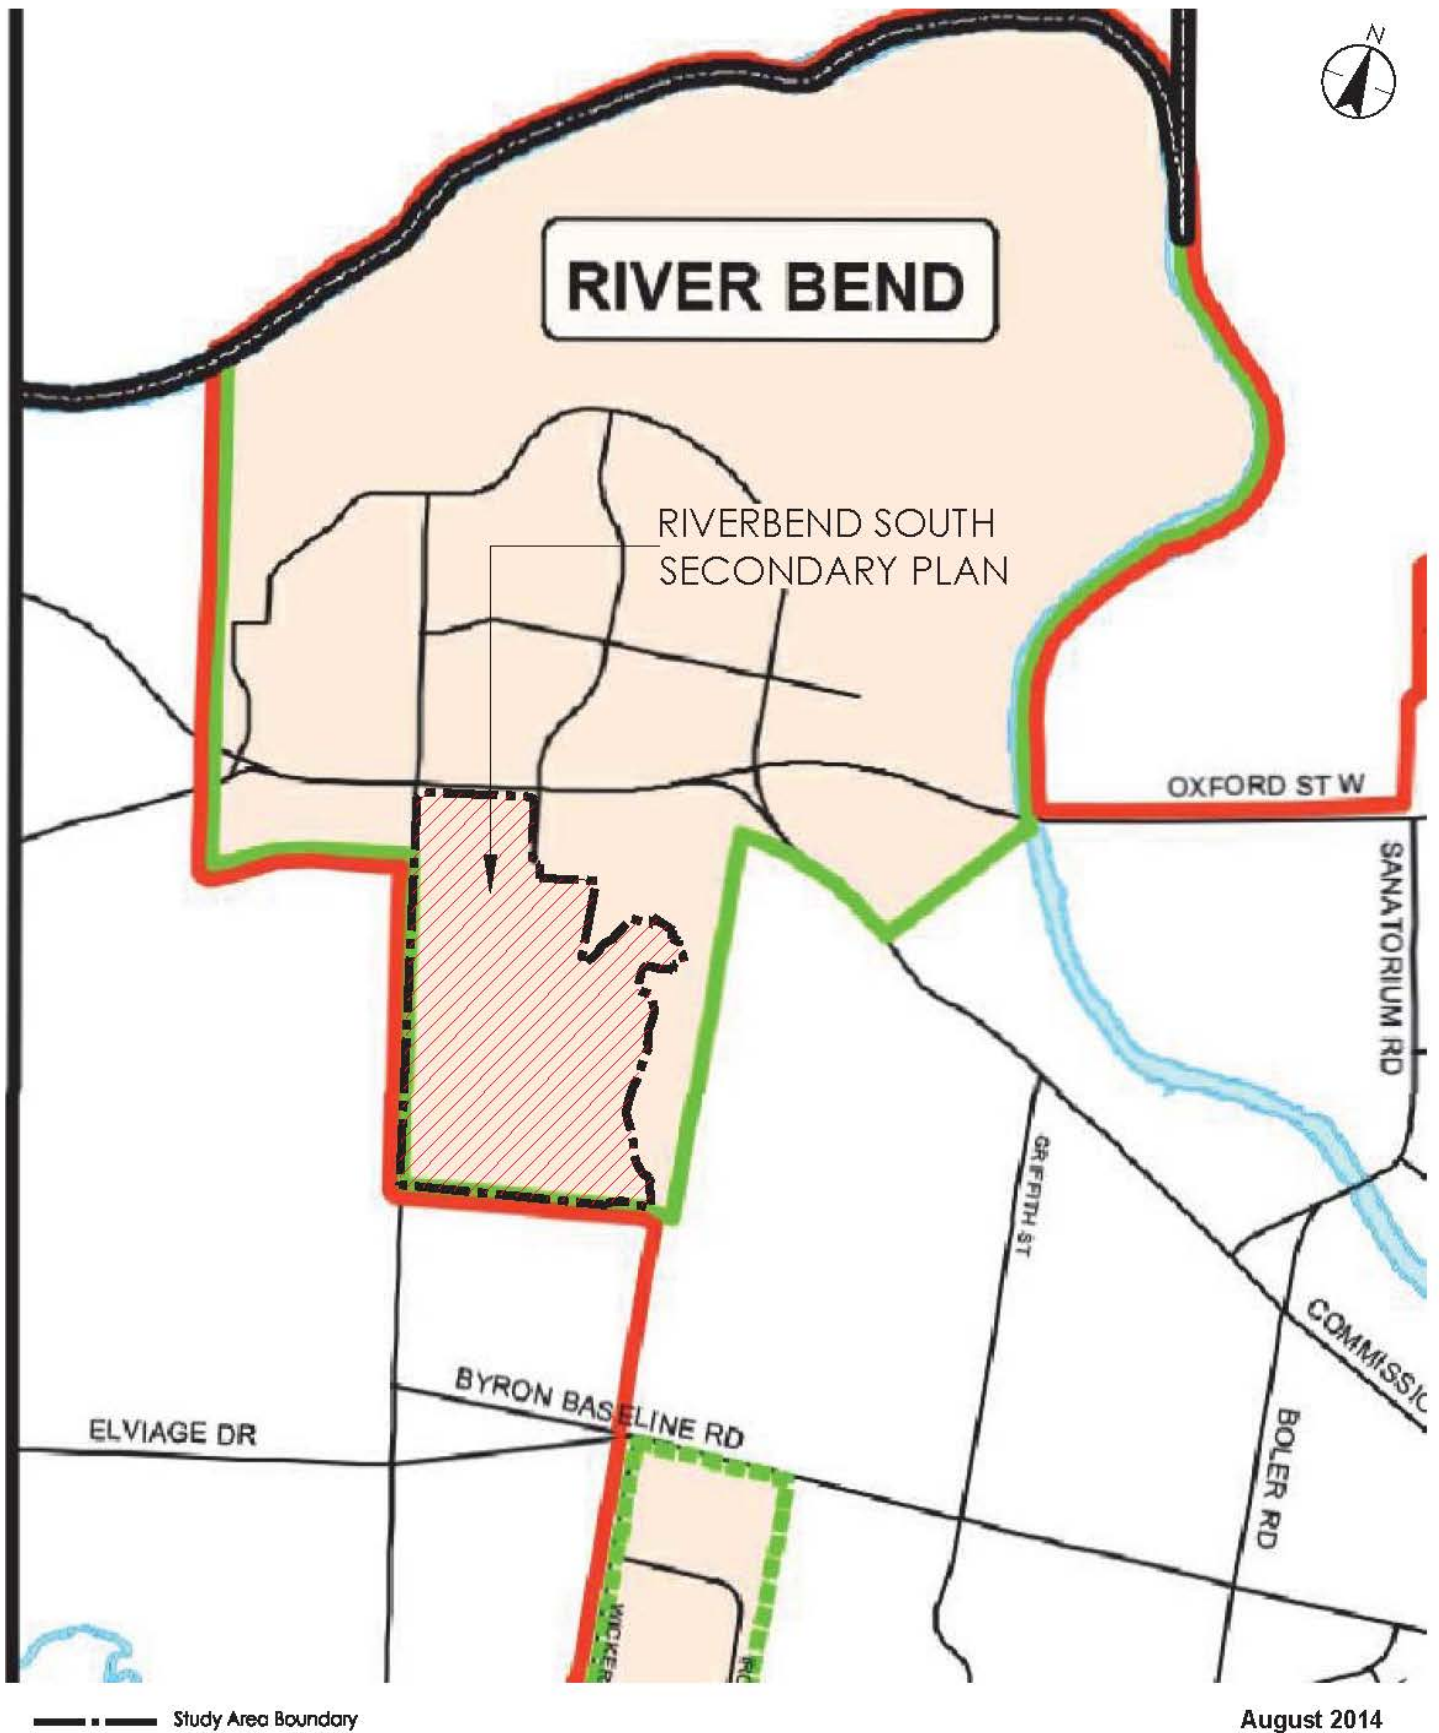 N
RIVER BEND
RIVERBEND SOUTH
SECONDARY PLAN
OXFORD ST W
SANATORIUM RD
GRIFFITH ST
COMMISSIO
BYRON BASELINE RD
ELVIAGE DR
BOLER RD
WICKER
Study Area Boundary
August 2014